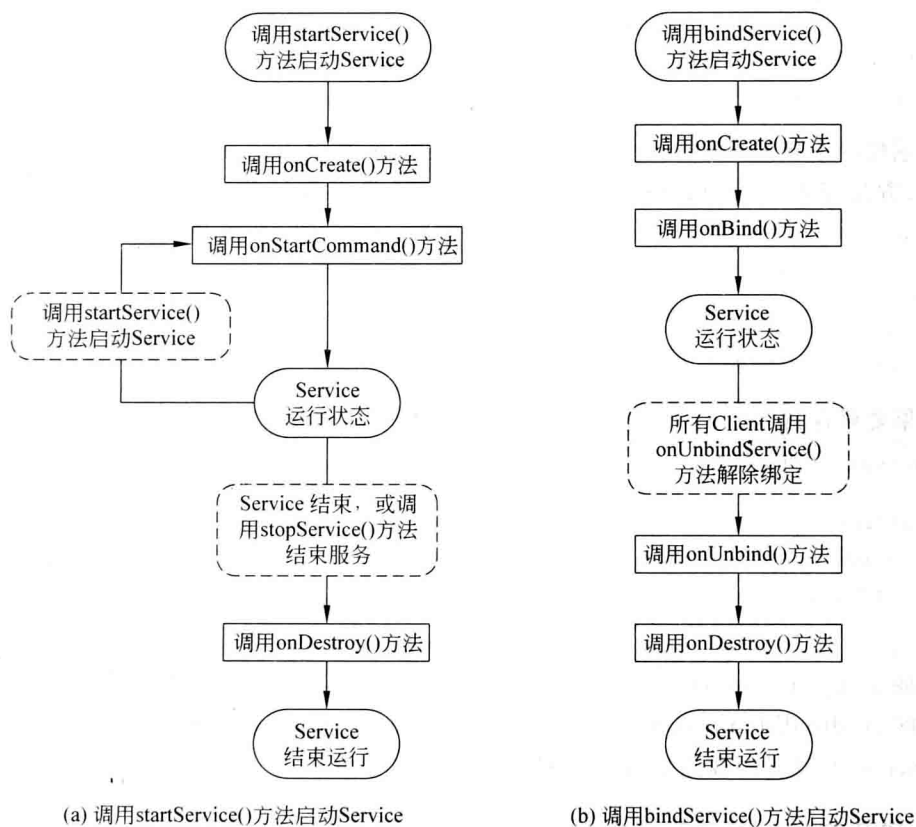 调用startService()
方法启动Service
调用onCreate()方法
调用onStartCommand()方法
调用startService()
方法启动Service
Service
运行状态
Service 结束，或调
用stopService()方法
结束服务
调用onDestroy()方法
Service
结束运行
(a) 调用startService()方法启动Service
调用bindService()
方法启动Service
调用onCreate()方法
调用onBind()方法
Service
运行状态
所有Client调用
onUnbindService()
方法解除绑定
调用onUnbind()方法
调用onDestroy()方法
Service
结束运行
(b) 调用bindService()方法启动Service